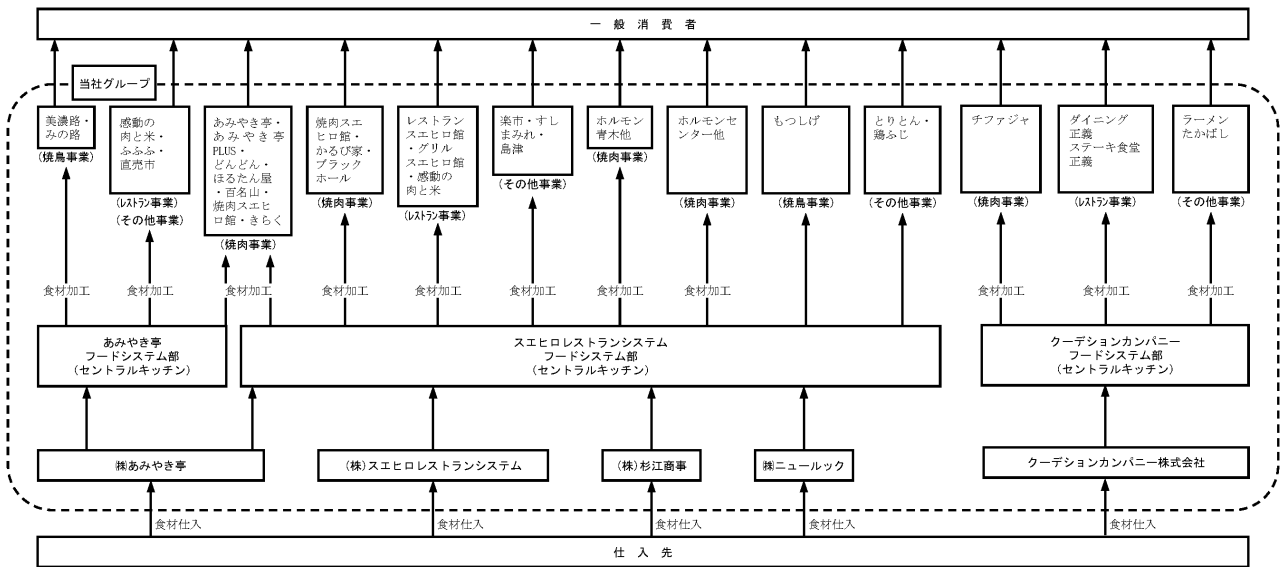 一　般　消　費　者
当社グループ
美濃路・
みの路
(焼鳥事業)
感動の
肉と米・
ふふふ・
直売市
(ﾚｽﾄﾗﾝ事業)
(その他事業)
あみやき亭・
あみやき亭
PLUS・
どんどん・
ほるたん屋
・百名山・
焼肉スエヒ
ロ館・きらく
(焼肉事業)
焼肉スエ
ヒロ館・
かるび家・
ブラック
ホール
(焼肉事業)
レストラン
スエヒロ館
・グリル
スエヒロ館
・感動の
肉と米
(ﾚｽﾄﾗﾝ事業)
楽市・すし
まみれ・
島津
(その他事業)
ホルモン
青木他
(焼肉事業)
ホルモンセ
ンター他
(焼肉事業)
もつしげ
(焼鳥事業)
とりとん・
鶏ふじ
(その他事業)
チファジャ
(焼肉事業)
ダイニング
正義
ステーキ食堂
正義
(ﾚｽﾄﾗﾝ事業)
ラーメン
たかばし
(その他事業)
食材加工
食材加工
食材加工
食材加工
食材加工
食材加工
食材加工
食材加工
食材加工
食材加工
食材加工
あみやき亭
フードシステム部
(セントラルキッチン)
スエヒロレストランシステム
フードシステム部
(セントラルキッチン)
クーデションカンパニー
フードシステム部
(セントラルキッチン)
㈱あみやき亭
(株)スエヒロレストランシステム
(株)杉江商事
㈱ニュールック
クーデションカンパニー株式会社
食材仕入
食材仕入
食材仕入
食材仕入
食材仕入
仕　入　先